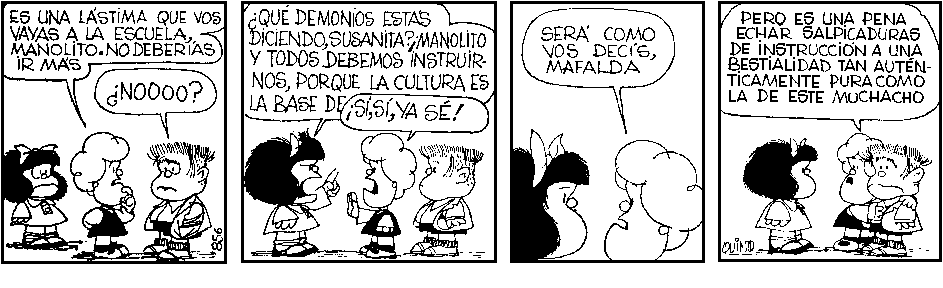 ES UNA LÁSTIMA QUE VOS
VAYAS A LA ESCUELA,
MANOLITO. NO DEBERÍAS
IR MÁS
¿NOOOO?
856
¿QUÉ DEMONIOS ESTÁS
DICIENDO, SUSANITA? ¡MANOLITO
Y TODOS DEBEMOS INSTRUIR-
NOS, PORQUE LA CULTURA ES
LA BASE DE
¡SÍ, SÍ, YA SÉ!
SERÁ COMO
VOS DECÍS,
MAFALDA
PERO ES UNA PENA
ECHAR SALPICADURAS
DE INSTRUCCIÓN A UNA
BESTIALIDAD TAN AUTÉN-
TICAMENTE PURA COMO
LA DE ESTE MUCHACHO
QUINO